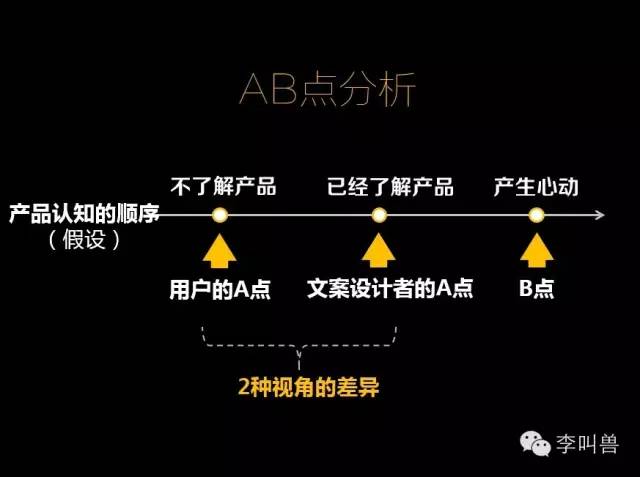 AB点分析
不了解产品
已经了解产品
产生心动
产品认知的顺序
（假设）
用户的A点
文案设计者的A点
B点
2种视角的差异
李叫兽